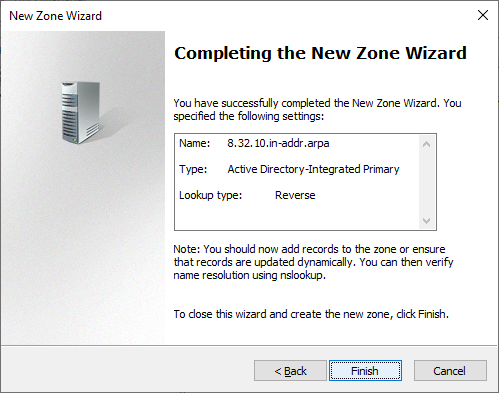 New Zone Wizard
Completing the New Zone Wizard
You have successfully completed the New Zone Wizard. You
specified the following settings:
Name: 8.32.10.in-addr.arpa
Type: Active Directory-Integrated Primary
Lookup type: Reverse
Note: You should now add records to the zone or ensure
that records are updated dynamically. You can then verify
name resolution using nslookup.
To close this wizard and create the new zone, click Finish.
< Back Finish Cancel